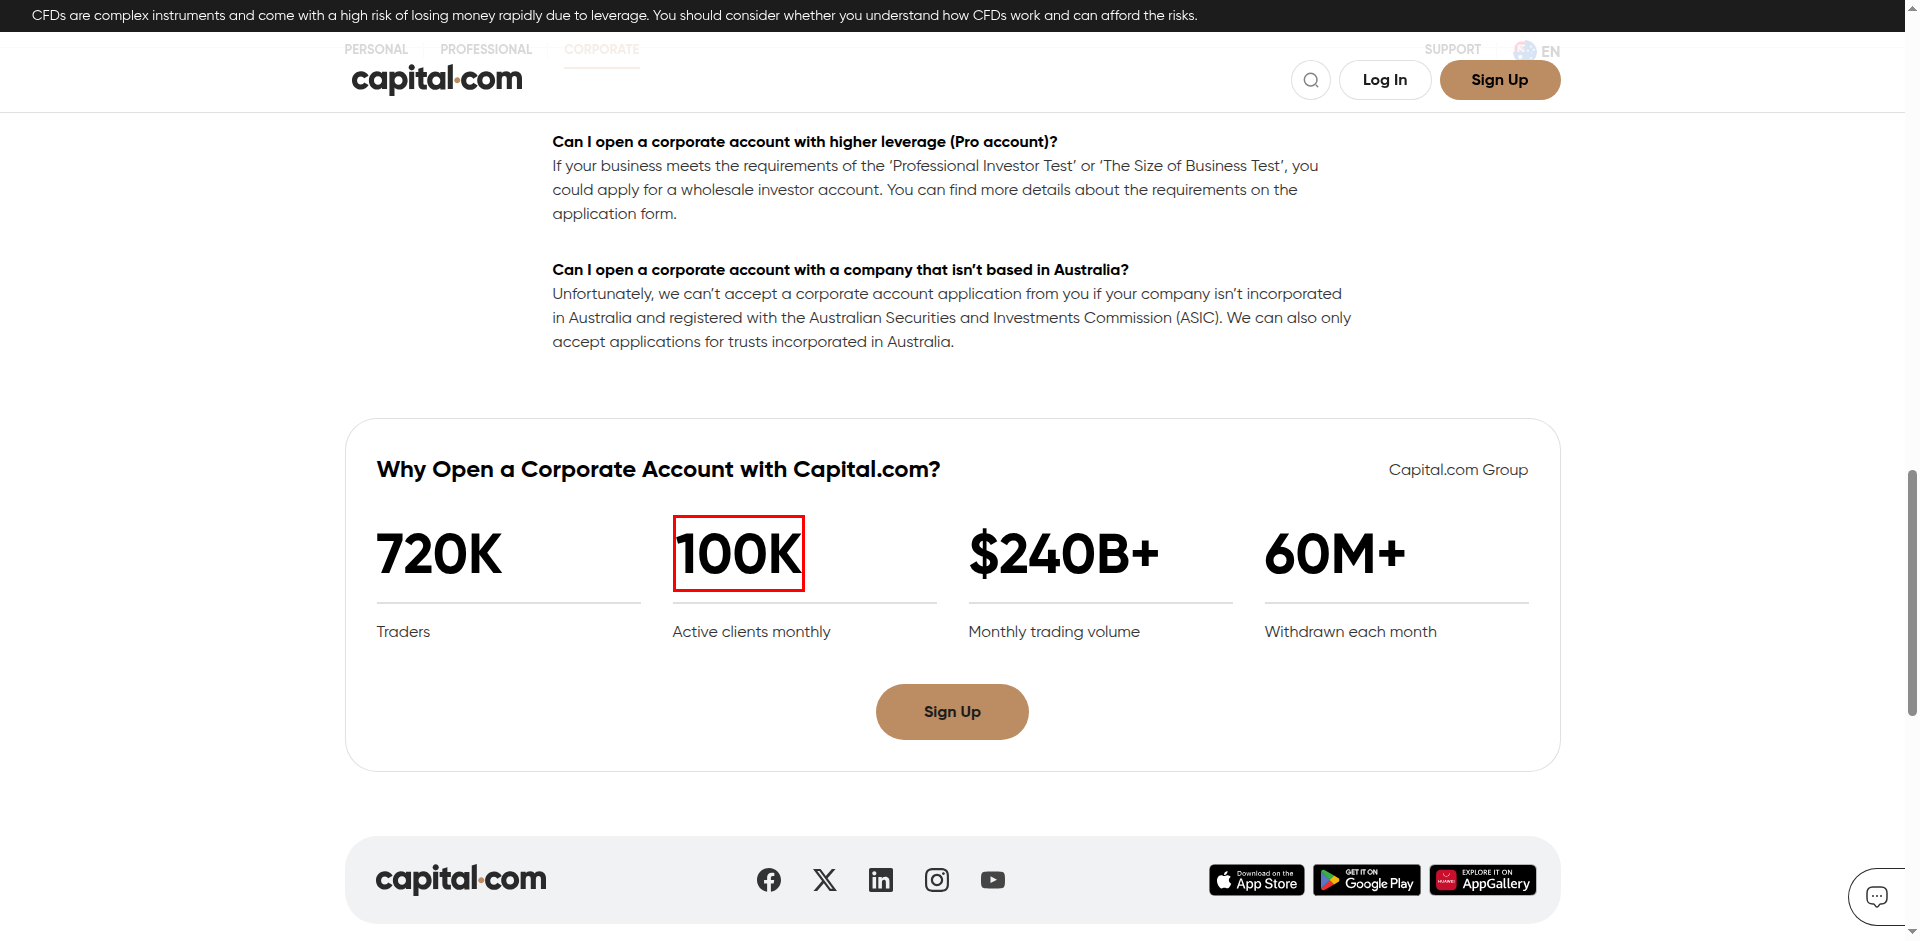 CFDs are complex instruments and come with a high risk of losing money rapidly due to leverage. You should consider whether you understand how CFDs work and can afford the risks.
PERSONAL PROFESSIONAL CORPORATE SUPPORT EN
capital.com Log In Sign Up
Can I open a corporate account with higher leverage (Pro account)?
If your business meets the requirements of the ‘Professional Investor Test’ or ‘The Size of Business Test’, you
could apply for a wholesale investor account. You can find more details about the requirements on the
application form.
Can I open a corporate account with a company that isn’t based in Australia?
Unfortunately, we can’t accept a corporate account application from you if your company isn’t incorporated
in Australia and registered with the Australian Securities and Investments Commission (ASIC). We can also only
accept applications for trusts incorporated in Australia.
Why Open a Corporate Account with Capital.com? Capital.com Group
720K 100K $240B+ 60M+
Traders Active clients monthly Monthly trading volume Withdrawn each month
Sign Up
capital.com Download on the App Store GET IT ON Google Play HUAWEI EXPLORE IT ON AppGallery